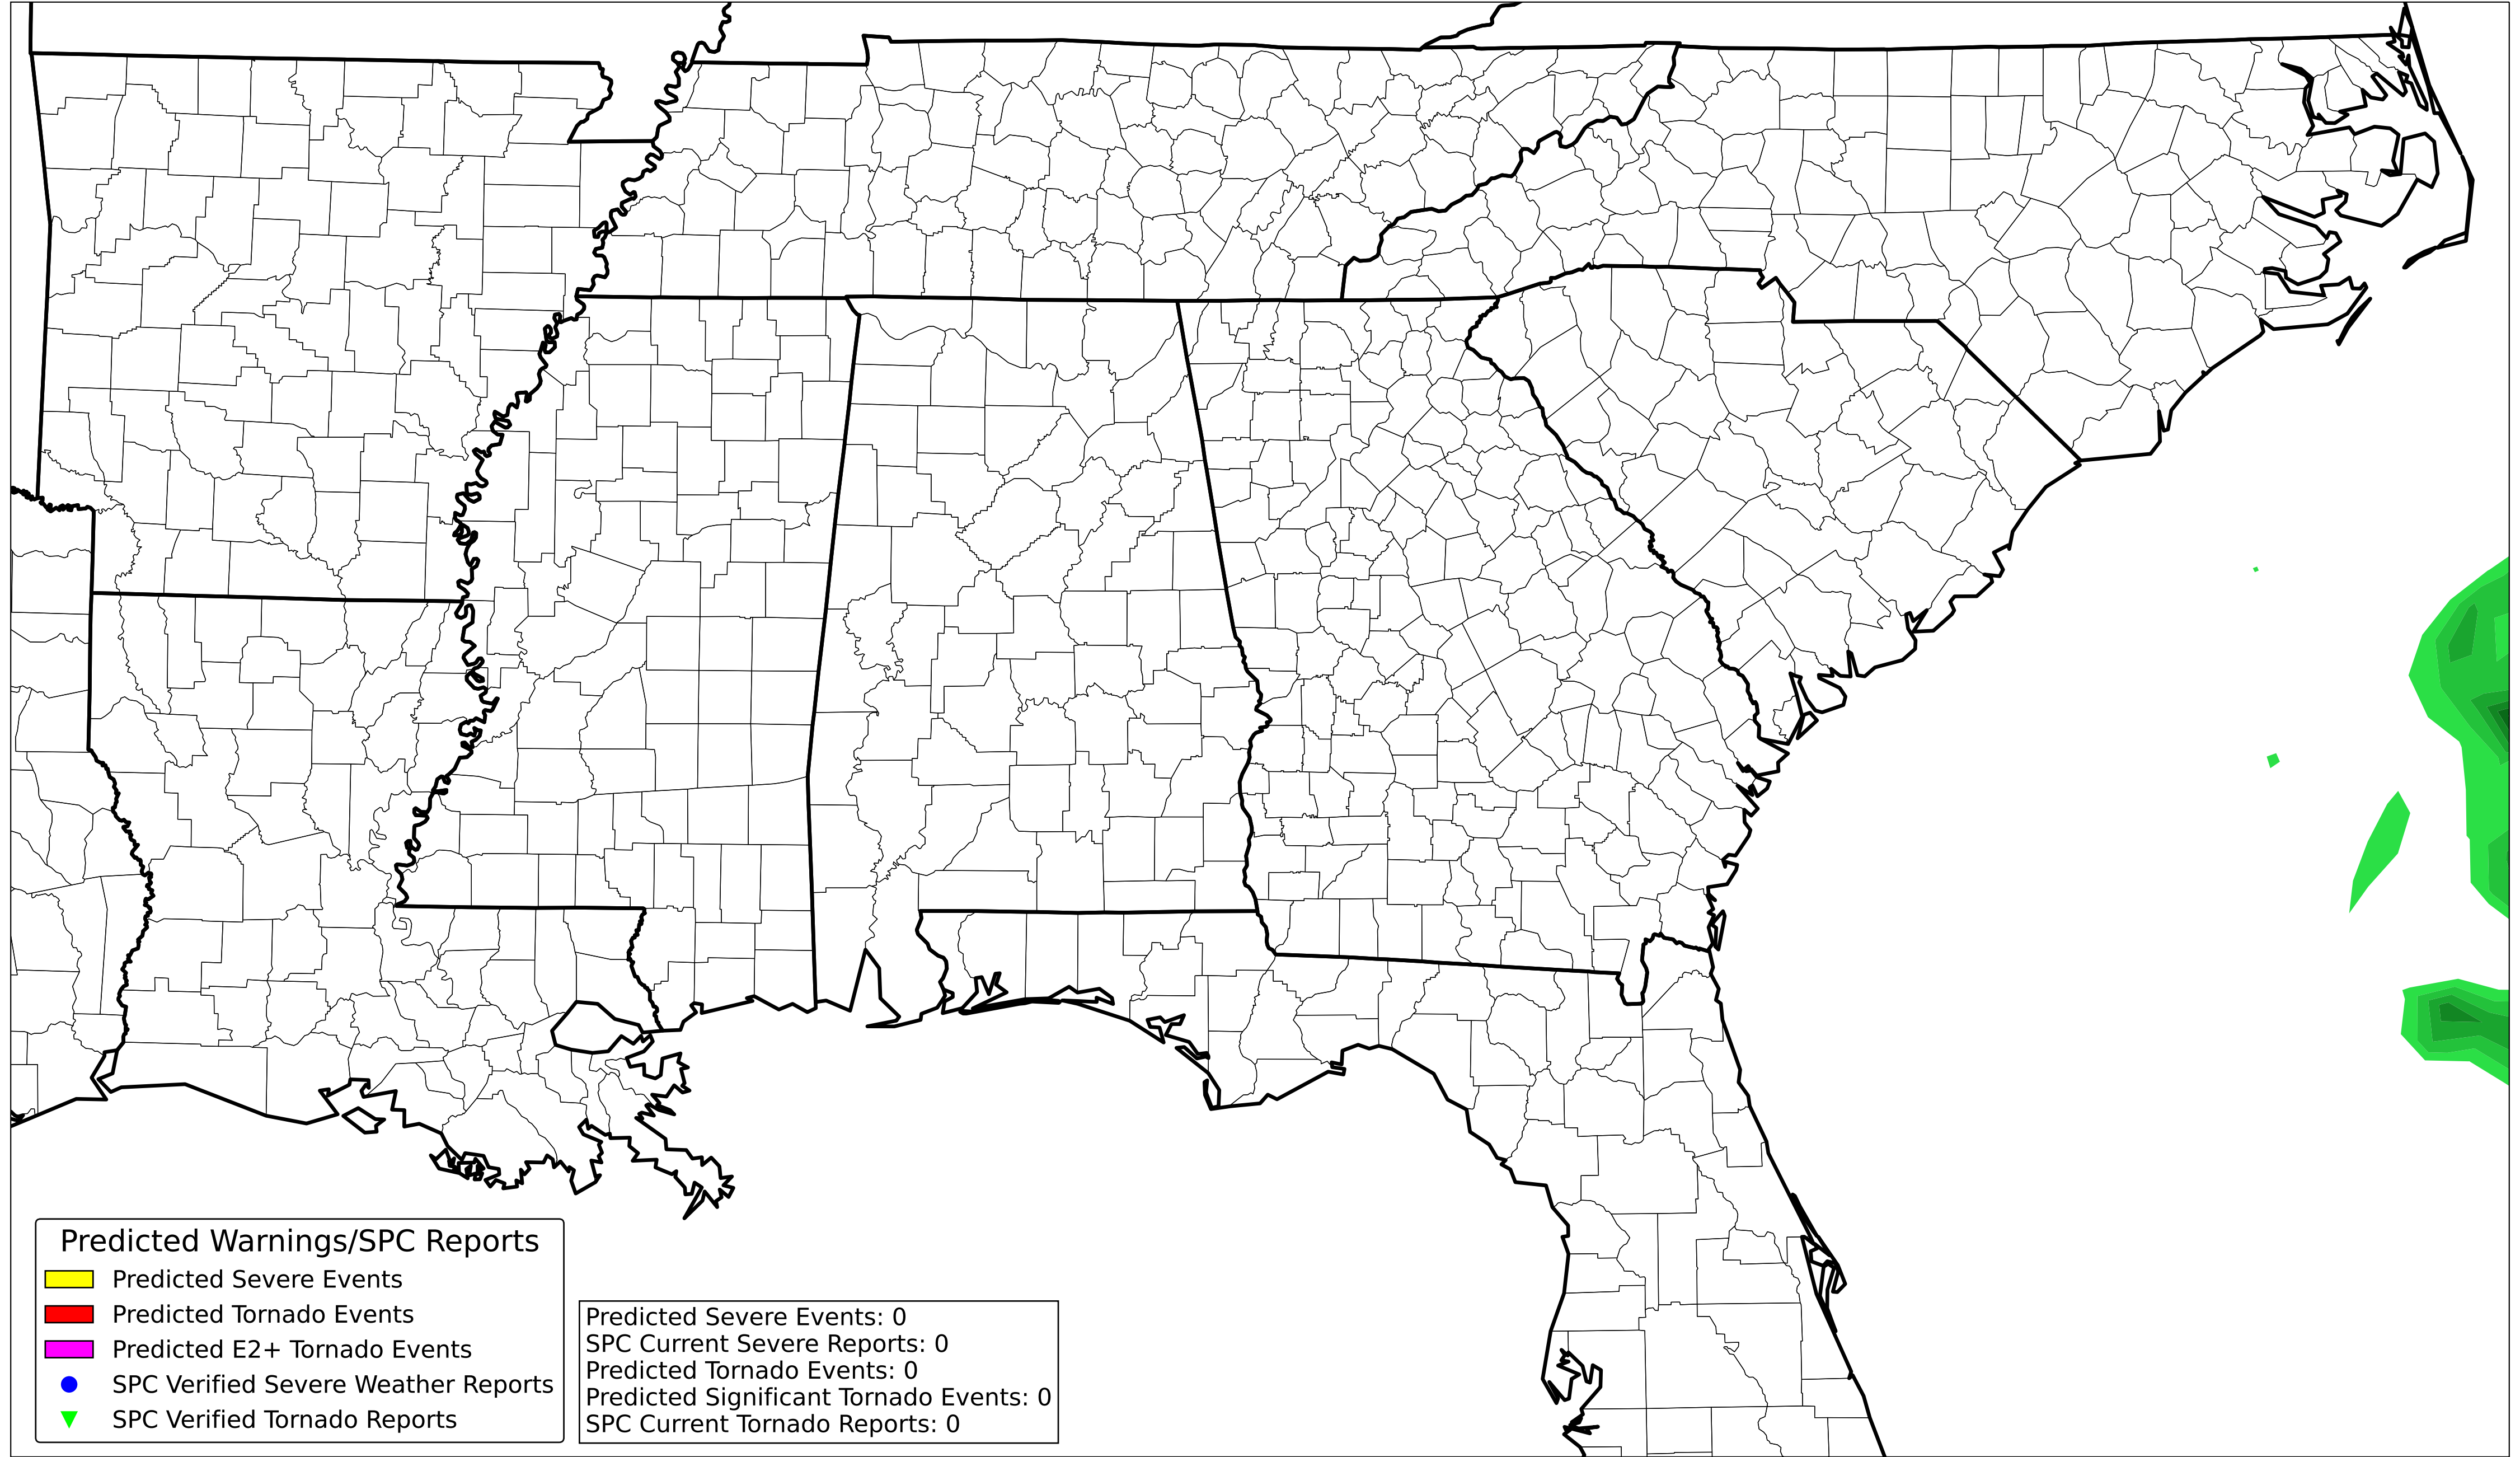 Predicted Warnings/SPC Reports
Predicted Severe Events
Predicted Tornado Events
Predicted E2+ Tornado Events
SPC Verified Severe Weather Reports
SPC Verified Tornado Reports
Predicted Severe Events: 0
SPC Current Severe Reports: 0
Predicted Tornado Events: 0
Predicted Significant Tornado Events: 0
SPC Current Tornado Reports: 0